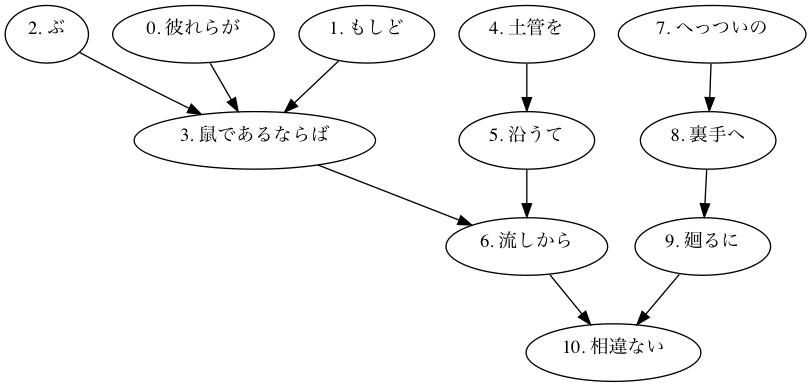 2. ぶ
0. 彼れらが
1. もしど
4. 土管を
7. へっついの
3. 鼠であるならば
5. 沿うて
8. 裏手へ
6. 流しから
9. 廻るに
10. 相違ない